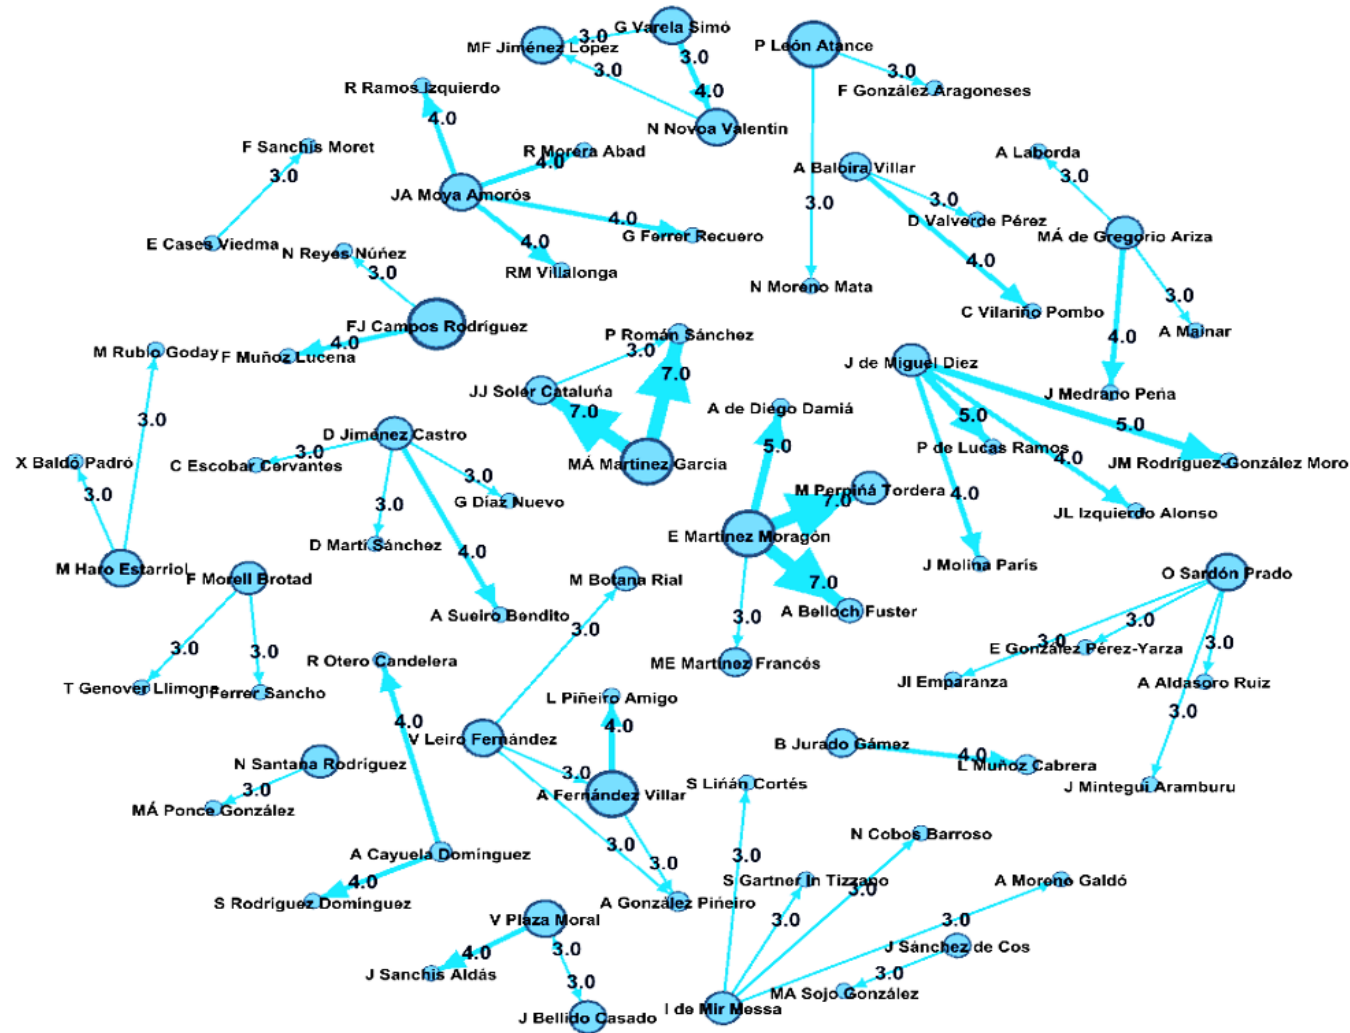 G Varela Simó
3.0
MF Jiménez López
P León Atance
3.0
3.0
3.0
F González Aragoneses
4.0
R Ramos Izquierdo
4.0
N Novoa Valentín
F Sanchis Moret
R Morera Abad
4.0
A Laborda
3.0
A Baloira Villar
3.0
JA Moya Amorós
3.0
3.0
D Valverde Pérez
4.0
G Ferrer Recuero
MÁ de Gregorio Ariza
E Cases Viedma
4.0
N Reyes Núñez
3.0
RM Villalonga
4.0
N Moreno Mata
3.0
C Vilariño Pombo
FJ Campos Rodríguez
P Román Sánchez
A Mainar
4.0
4.0
M Rubio Goday
F Muñoz Lucena
3.0
J de Miguel Díez
7.0
JJ Soler Cataluña
J Medrano Peña
7.0
A de Diego Damiá
3.0
5.0
5.0
D Jiménez Castro
P de Lucas Ramos
X Baldó Padró
C Escobar Cervantes
3.0
5.0
4.0
JM Rodríguez-González Moro
MÁ Martínez García
3.0
3.0
M Perpiñá Tordera
4.0
7.0
G Díaz Nuevo
3.0
JL Izquierdo Alonso
E Martínez Moragón
D Martí Sánchez
4.0
J Molina París
M Haro Estarriol
F Morell Brotad
M Botana Rial
7.0
O Sardón Prado
A Sueiro Bendito
A Belloch Fuster
3.0
3.0
3.0
3.0
3.0
3.0
3.0
E González Pérez-Yarza
R Otero Candelera
ME Martínez Francés
JI Emparanza
A Aldasoro Ruiz
T Genover Llimona
J Ferrer Sancho
L Piñeiro Amigo
3.0
4.0
4.0
V Leiro Fernández
B Jurado Gámez
4.0
L Muñoz Cabrera
N Santana Rodríguez
3.0
3.0
A Fernández Villar
S Liñán Cortés
J Mintegui Aramburu
MÁ Ponce González
N Cobos Barroso
3.0
A Cayuela Domínguez
3.0
3.0
4.0
S Gartner In Tizzano
3.0
A Moreno Galdó
S Rodríguez Domínguez
A González Piñeiro
V Plaza Moral
3.0
3.0
3.0
4.0
J Sánchez de Cos
J Sanchis Aldás
3.0
3.0
MA Sojo González
J Bellido Casado
I de Mir Messa